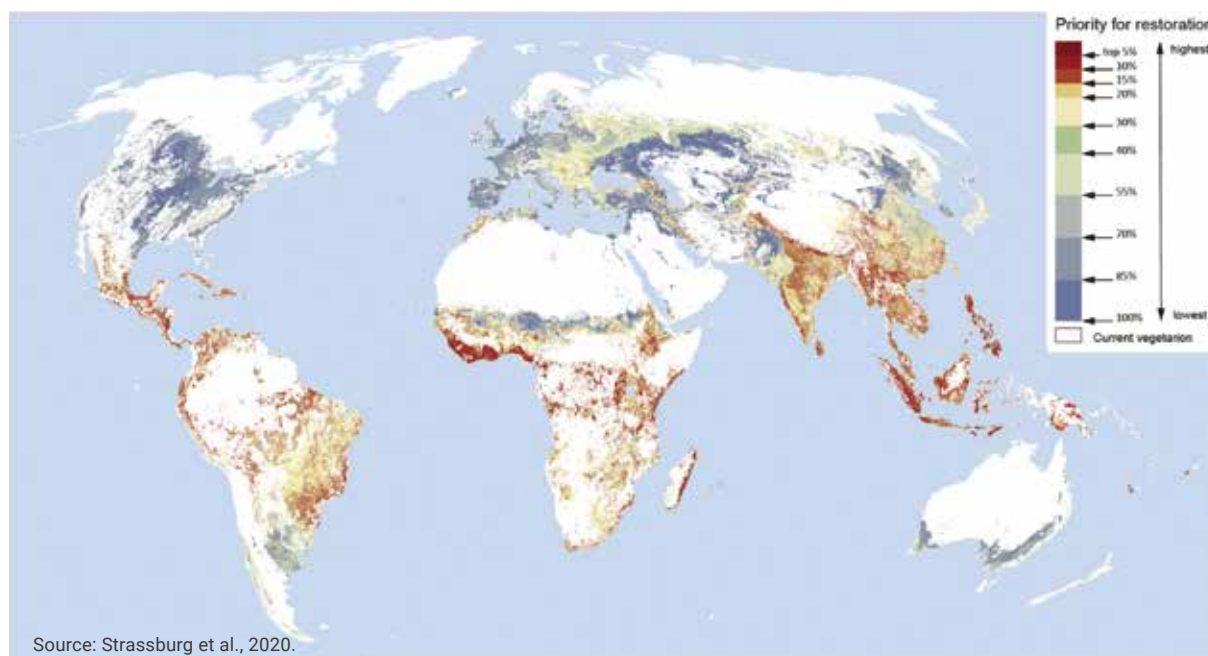 Priority for restoration
top 5%
highest
10%
15%
20%
30%
40%
55%
70%
85%
100%
lowest
Current vegetation
Source: Strassburg et al., 2020.